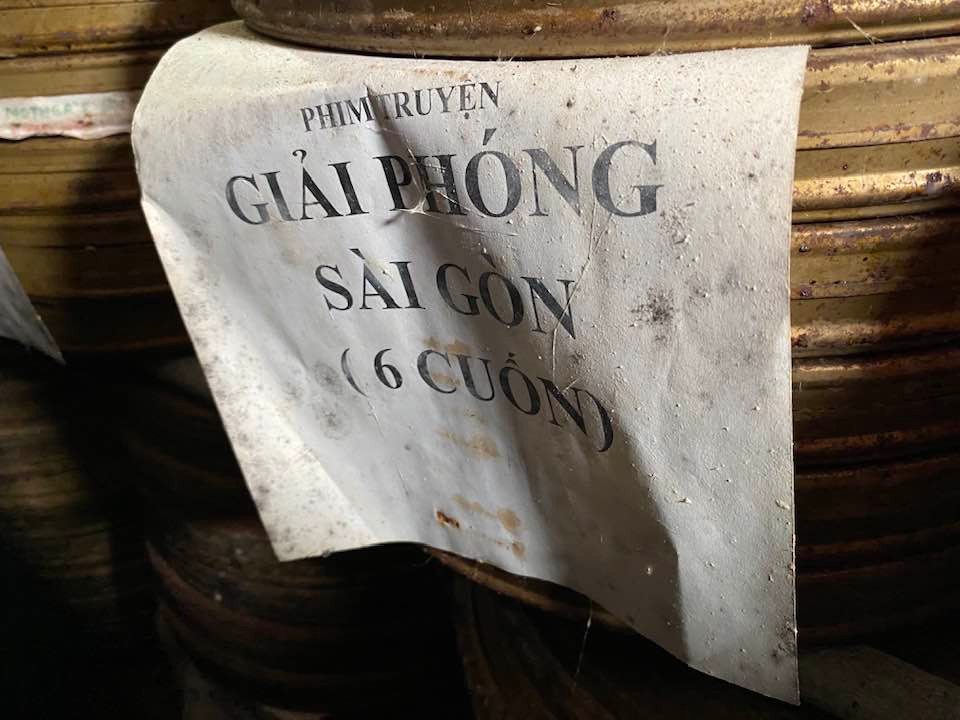 PHIM TRUYỆN
GIẢI PHÓNG
SÀI GÒN
( 6 CUỐN)